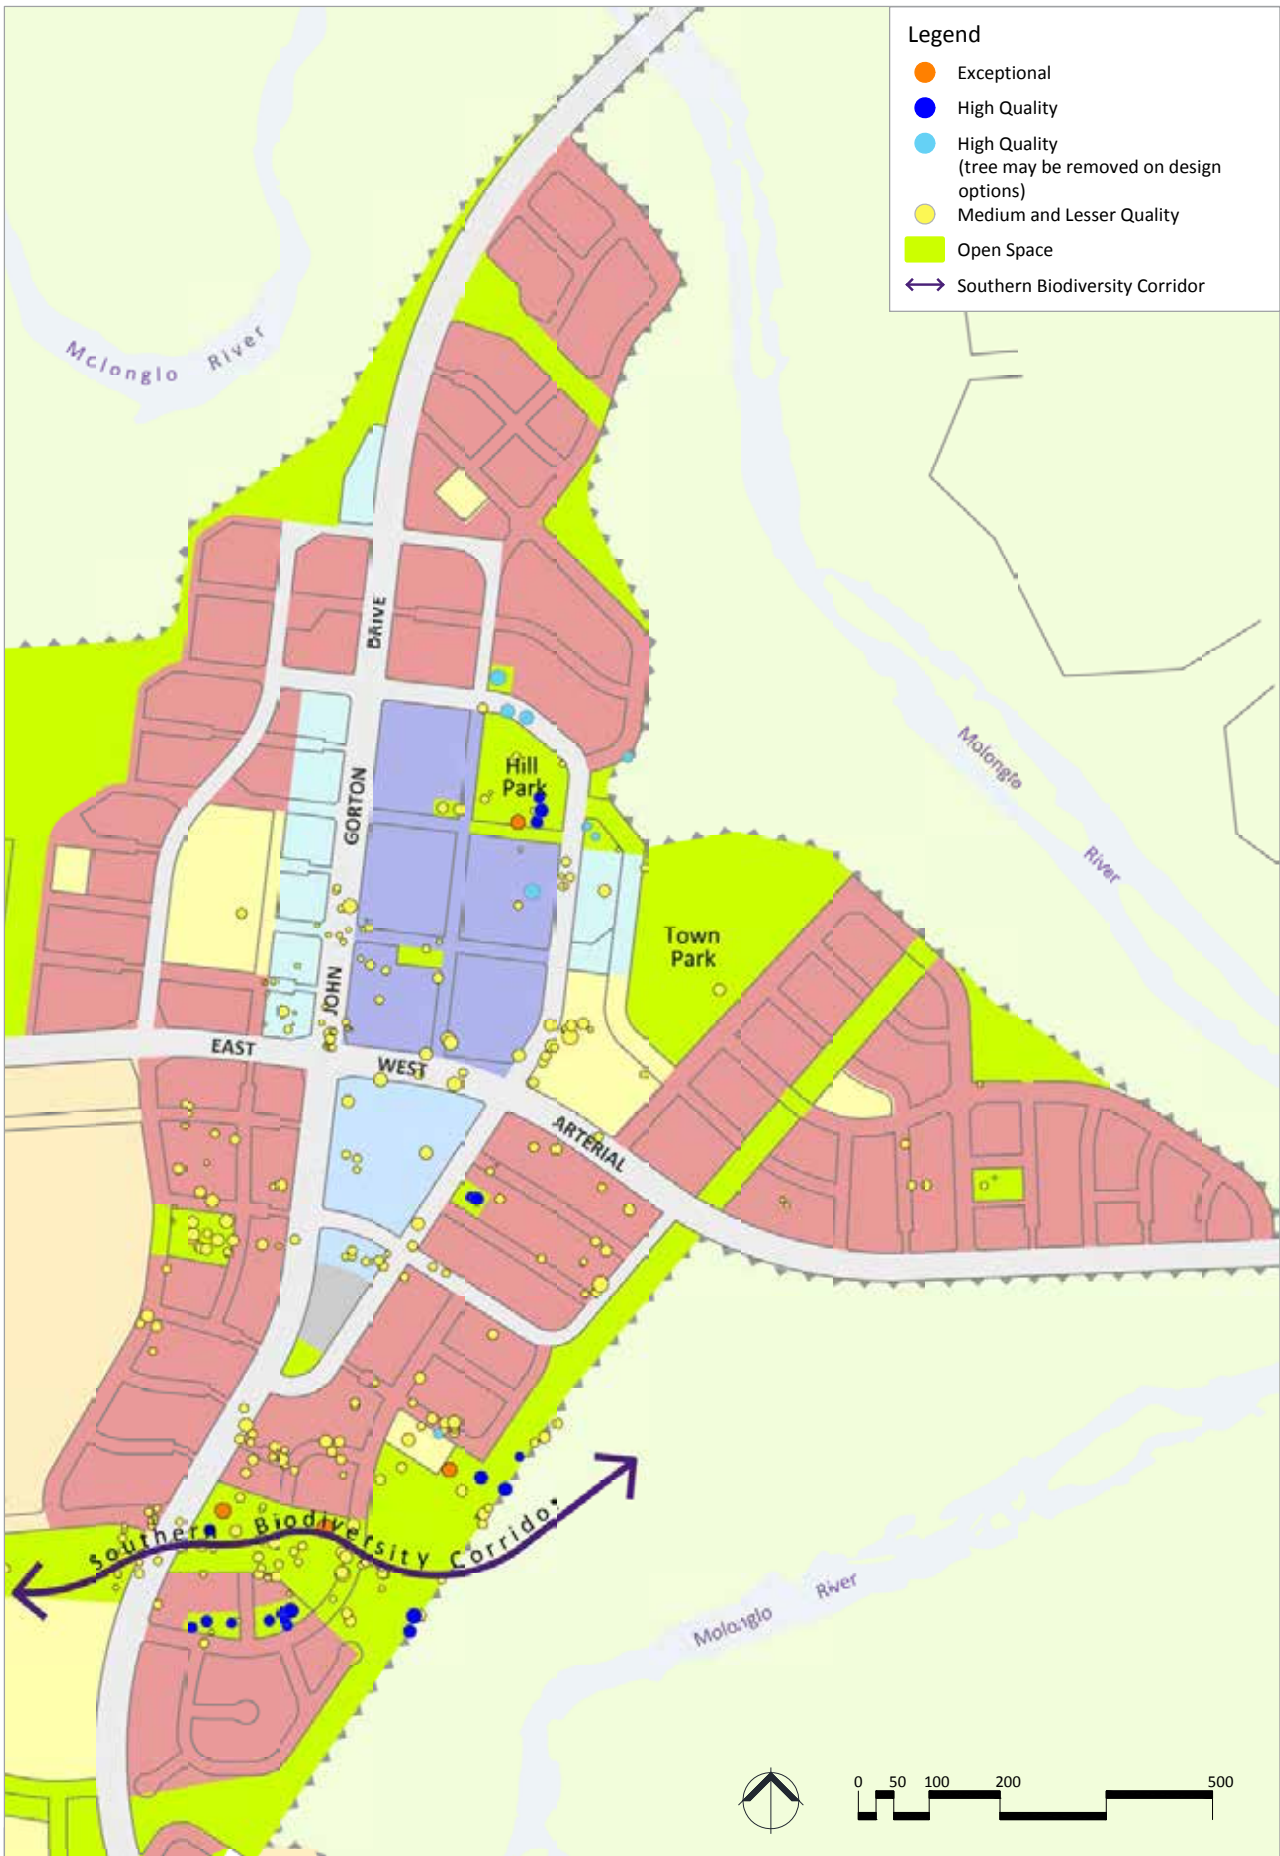 Legend
Exceptional
High Quality
High Quality
(tree may be removed on design
options)
Medium and Lesser Quality
Open Space
Southern Biodiversity Corridor
Mclonglo River
DRIVE
Hill
Park
GORTON
Molonglo
River
Town
Park
JOHN
EAST
WEST
ARTERIAL
Southern Biodiversity Corrido
River
Molonglo
0 50 100 200 500